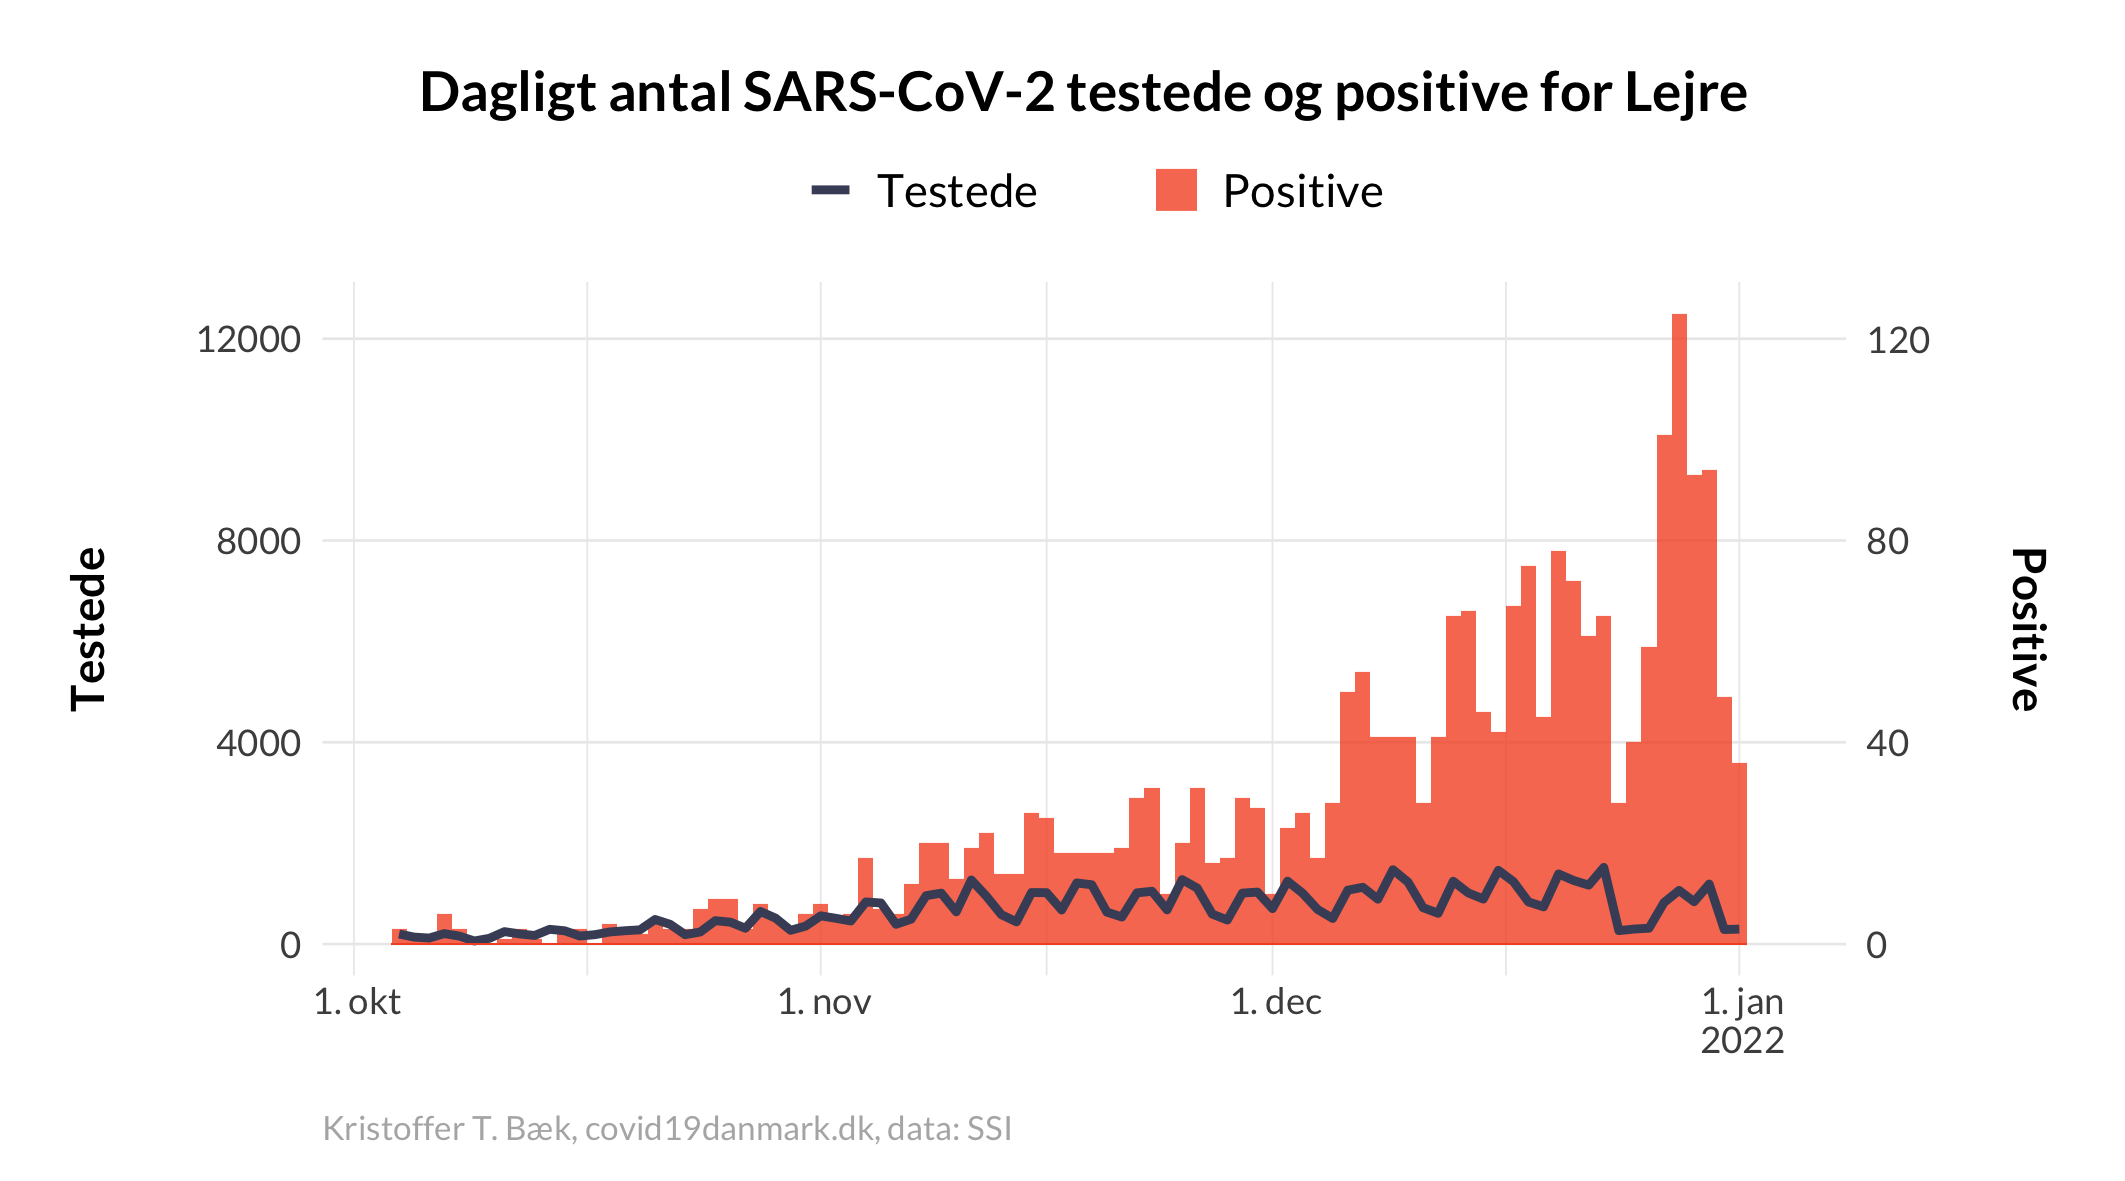 Dagligt antal SARS-CoV-2 testede og positive for Lejre
Testede
Positive
12000
8000
4000
0
120
80
40
0
Testede
Positive
1. okt
1. nov
1. dec
1. jan
2022
Kristoffer T. Bæk, covid19danmark.dk, data: SSI